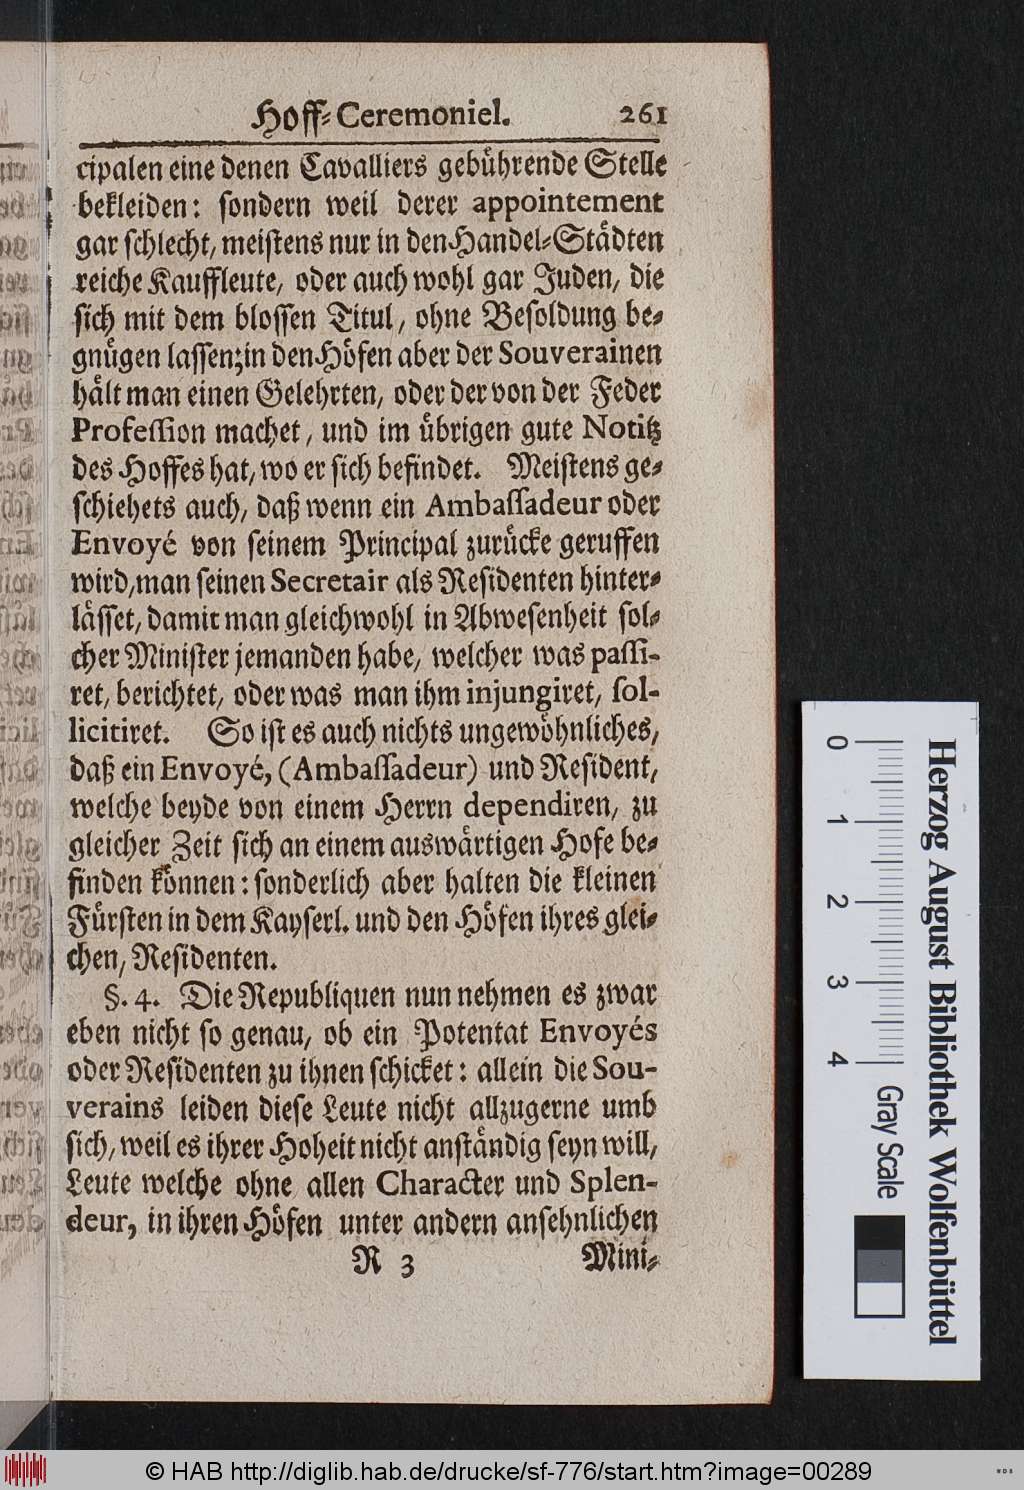 Hoff-Ceremoniel. 261
cipalen eine denen Cavalliers gebührende Stelle
bekleiden: sondern weil derer appointement
gar schlecht, meistens nur in den Handel-Städten
reiche Kauffleute, oder auch wohl gar Juden, die
sich mit dem blossen Titul, ohne Besoldung be-
gnügen lassen; in den Höfen aber der Souverainen
hält man einen Gelehrten, oder der von der Feder
Profession machet, und im übrigen gute Notitz
des Hoffes hat, wo er sich befindet. Meistens ge-
schiehets auch, daß wenn ein Ambassadeur oder
Envoyé von seinem Principal zurücke geruffen
wird, man seinen Secretair als Residenten hinter-
lässet, damit man gleichwohl in Abwesenheit sol-
cher Minister jemanden habe, welcher was passi-
ret, berichtet, oder was man ihm injungiret, sol-
licitiret. So ist es auch nichts ungewöhnliches,
daß ein Envoyé, (Ambassadeur) und Resident,
welche beyde von einem Herrn dependiren, zu
gleicher Zeit sich an einem auswärtigen Hofe be-
finden können: sonderlich aber halten die kleinen
Fürsten in dem Kayserl. und den Höfen ihres glei-
chen, Residenten.
§. 4. Die Republiquen nun nehmen es zwar
eben nicht so genau, ob ein Potentat Envoyés
oder Residenten zu ihnen schicket: allein die Sou-
verains leiden diese Leute nicht allzugerne umb
sich, weil es ihrer Hoheit nicht anständig seyn will,
Leute welche ohne allen Character und Splen-
deur, in ihren Höfen unter andern ansehnlichen
R 3 Mini-
0 1 2 3 4 Gray Scale
Herzog August Bibliothek Wolfenbüttel
© HAB http://diglib.hab.de/drucke/sf-776/start.htm?image=00289